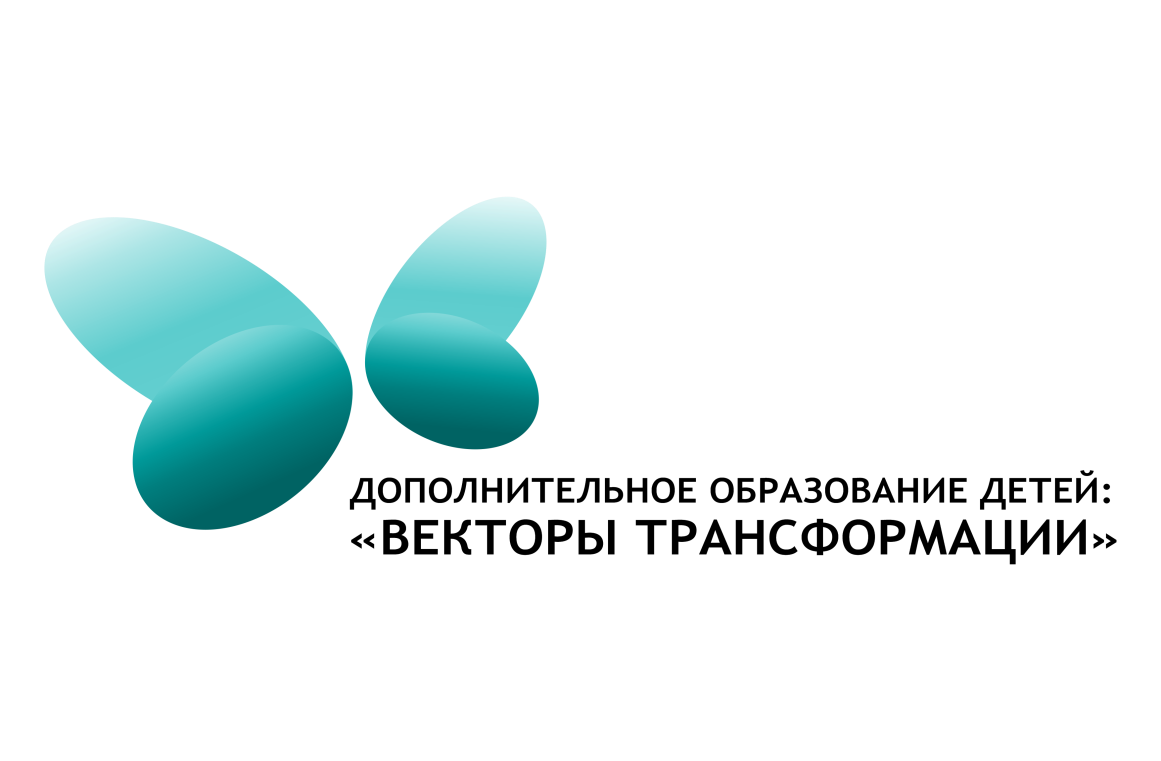 ДОПОЛНИТЕЛЬНОЕ ОБРАЗОВАНИЕ ДЕТЕЙ:
«ВЕКТОРЫ ТРАНСФОРМАЦИИ»